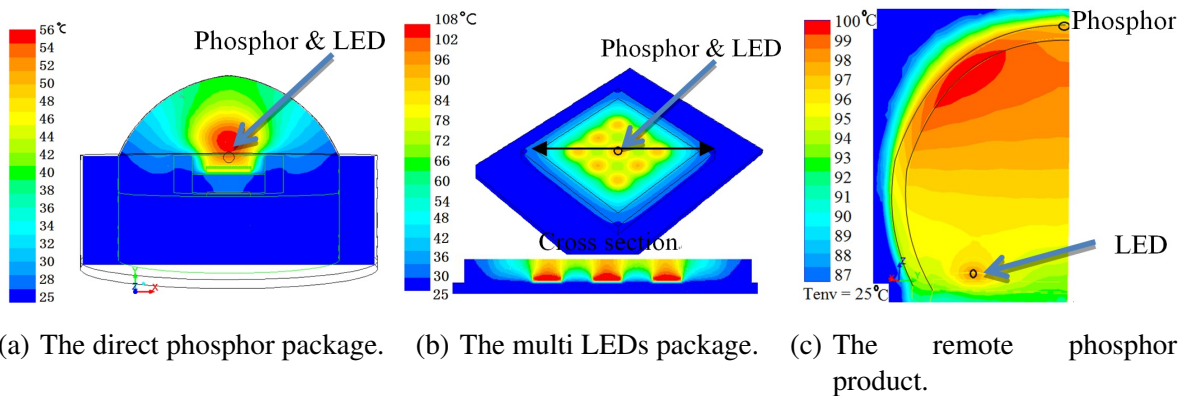 56℃
54
52
50
48
46
44
42
40
38
36
34
32
30
28
26
25
Phosphor & LED
Y
Z
X
108℃
102
96
90
84
78
72
66
60
54
48
42
36
30
25
Phosphor & LED
Cross section
Y
Z
X
100℃
99
99
98
97
96
95
94
93
92
91
90
90
89
88
87
Tenv = 25℃
Phosphor
LED
Z
Y
(a) The direct phosphor package.
(b) The multi LEDs package.
(c) The remote phosphor
product.